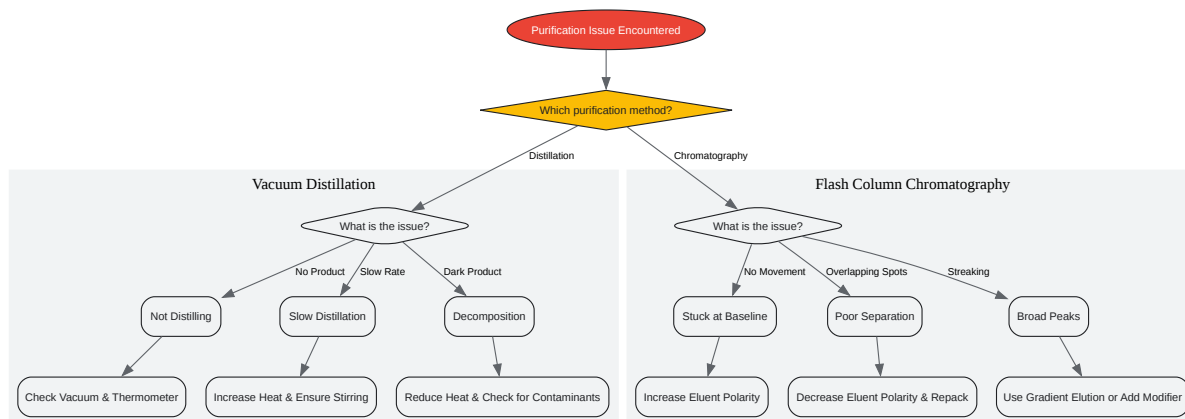 Purification Issue Encountered
Which purification method?
Distillation
Chromatography
Vacuum Distillation
Flash Column Chromatography
What is the issue?
What is the issue?
No Product
Slow Rate
Dark Product
No Movement
Overlapping Spots
Streaking
Not Distilling
Slow Distillation
Decomposition
Stuck at Baseline
Poor Separation
Broad Peaks
Check Vacuum & Thermometer
Increase Heat & Ensure Stirring
Reduce Heat & Check for Contaminants
Increase Eluent Polarity
Decrease Eluent Polarity & Repack
Use Gradient Elution or Add Modifier